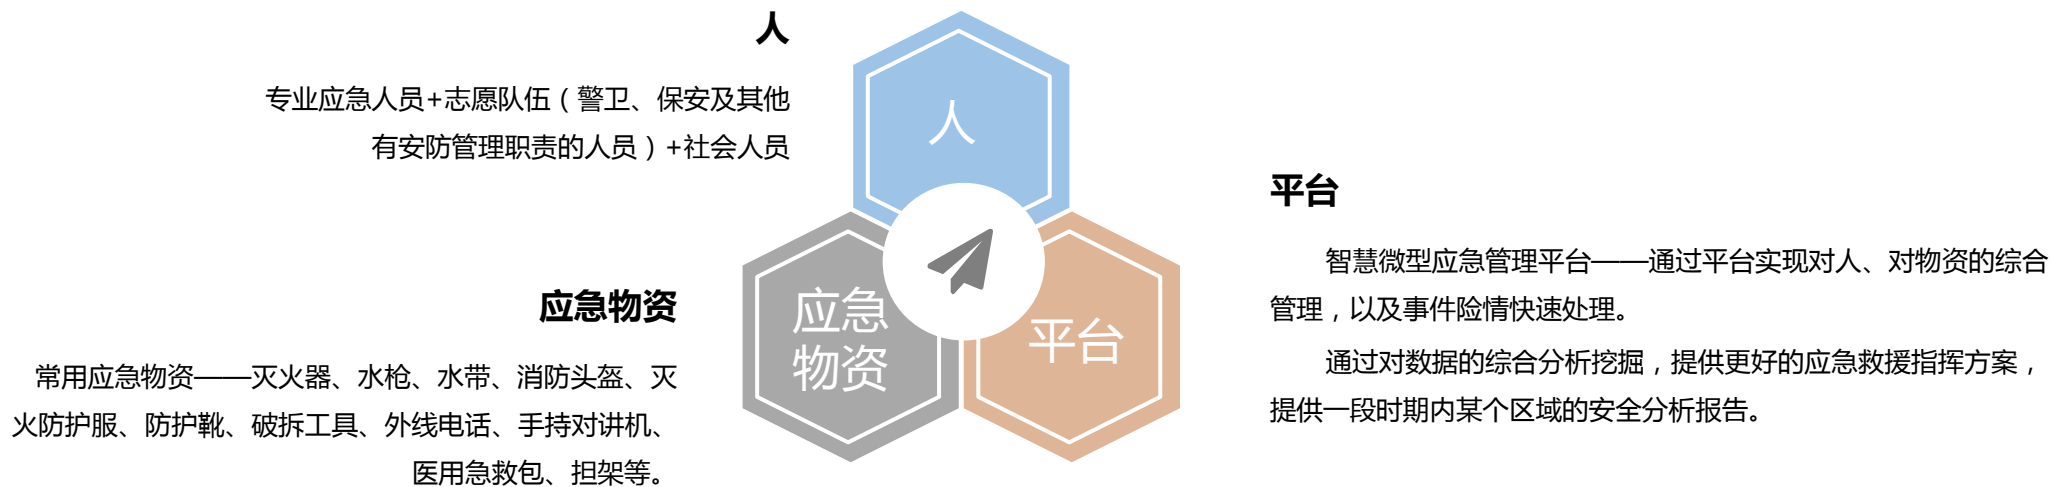 人
专业应急人员+志愿队伍（警卫、保安及其他
有安防管理职责的人员）+社会人员
人
平台
智慧微型应急管理平台——通过平台实现对人、对物资的综合
管理，以及事件险情快速处理。
通过对数据的综合分析挖掘，提供更好的应急救援指挥方案，
提供一段时期内某个区域的安全分析报告。
应急物资
常用应急物资——灭火器、水枪、水带、消防头盔、灭
火防护服、防护靴、破拆工具、外线电话、手持对讲机、
医用急救包、担架等。
应急
物资
平台